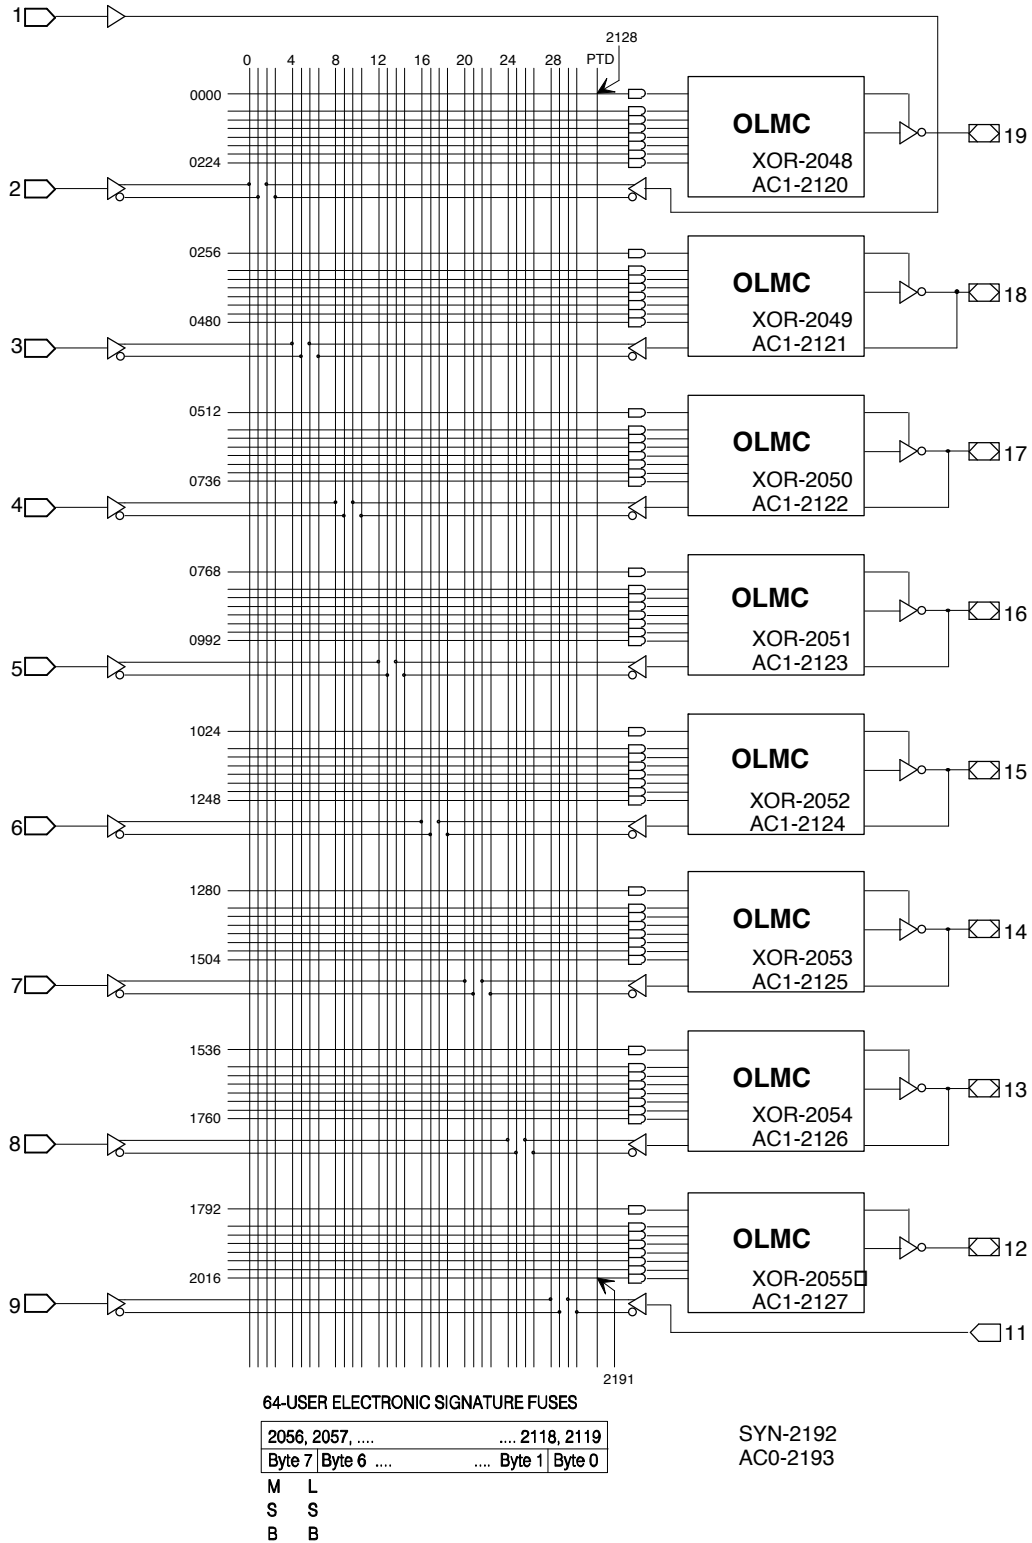 1
2128
0 4 8 12 16 20 24 28 PTD
0000
OLMC
19
XOR-2048
AC1-2120
0224
2
0256
OLMC
18
XOR-2049
AC1-2121
0480
3
0512
OLMC
17
XOR-2050
AC1-2122
0736
4
0768
OLMC
16
XOR-2051
AC1-2123
0992
5
1024
OLMC
15
XOR-2052
AC1-2124
1248
6
1280
OLMC
14
XOR-2053
AC1-2125
1504
7
1536
OLMC
13
XOR-2054
AC1-2126
1760
8
1792
OLMC
12
XOR-2055
AC1-2127
2016
9
11
2191
64-USER ELECTRONIC SIGNATURE FUSES
2056, 2057, .... .... 2118, 2119
Byte 7 Byte 6 .... .... Byte 1 Byte 0
M L
S S
B B
SYN-2192
AC0-2193